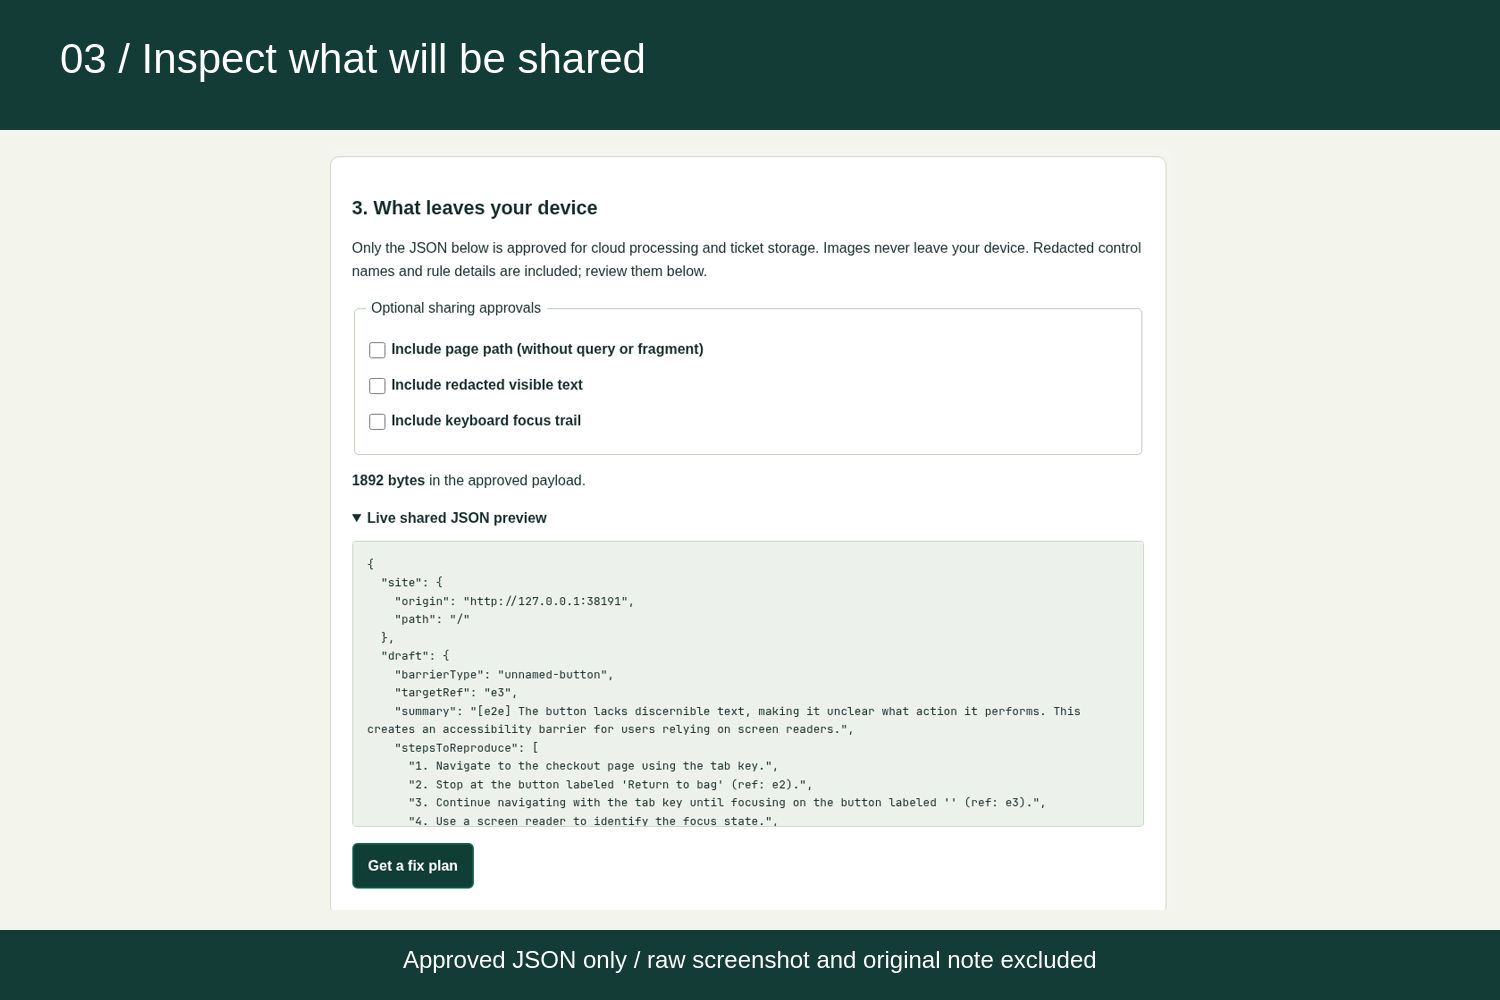 03 / Inspect what will be shared
3. What leaves your device
Only the JSON below is approved for cloud processing and ticket storage. Images never leave your device. Redacted control
names and rule details are included; review them below.
Optional sharing approvals
Include page path (without query or fragment)
Include redacted visible text
Include keyboard focus trail
1892 bytes in the approved payload.
▼ Live shared JSON preview
{
  "site": {
    "origin": "http://127.0.0.1:38191",
    "path": "/"
  },
  "draft": {
    "barrierType": "unnamed-button",
    "targetRef": "e3",
    "summary": "[e2e] The button lacks discernible text, making it unclear what action it performs. This
creates an accessibility barrier for users relying on screen readers.",
    "stepsToReproduce": [
      "1. Navigate to the checkout page using the tab key.",
      "2. Stop at the button labeled 'Return to bag' (ref: e2).",
      "3. Continue navigating with the tab key until focusing on the button labeled '' (ref: e3).",
      "4. Use a screen reader to identify the focus state.",
Get a fix plan
Approved JSON only / raw screenshot and original note excluded